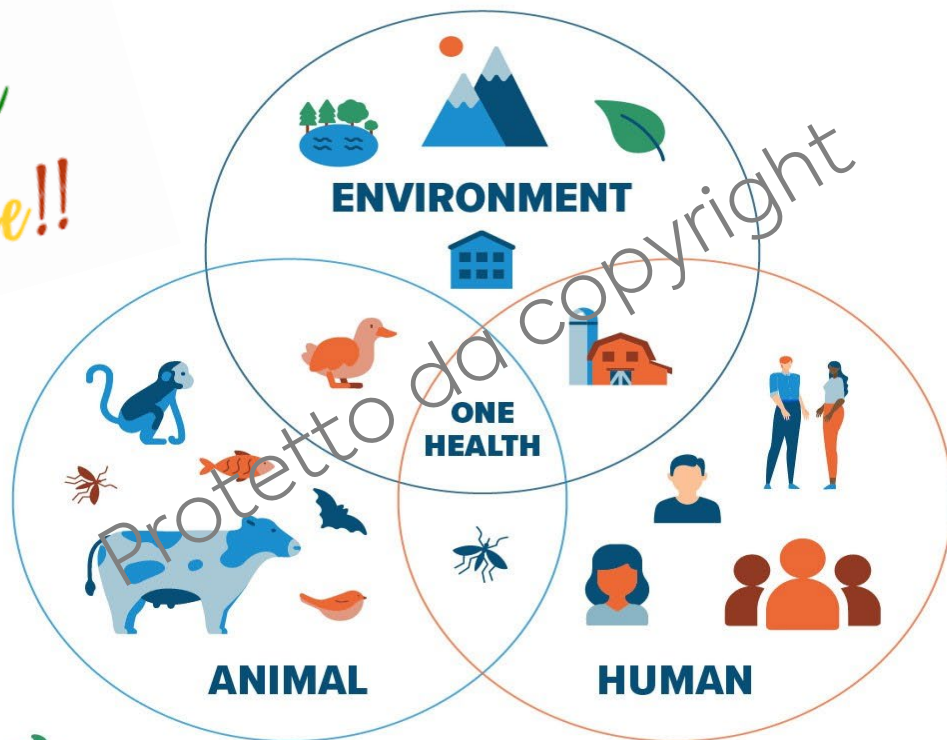 e!!
ENVIRONMENT
ONE
HEALTH
ANIMAL
HUMAN
Protetto da copyright